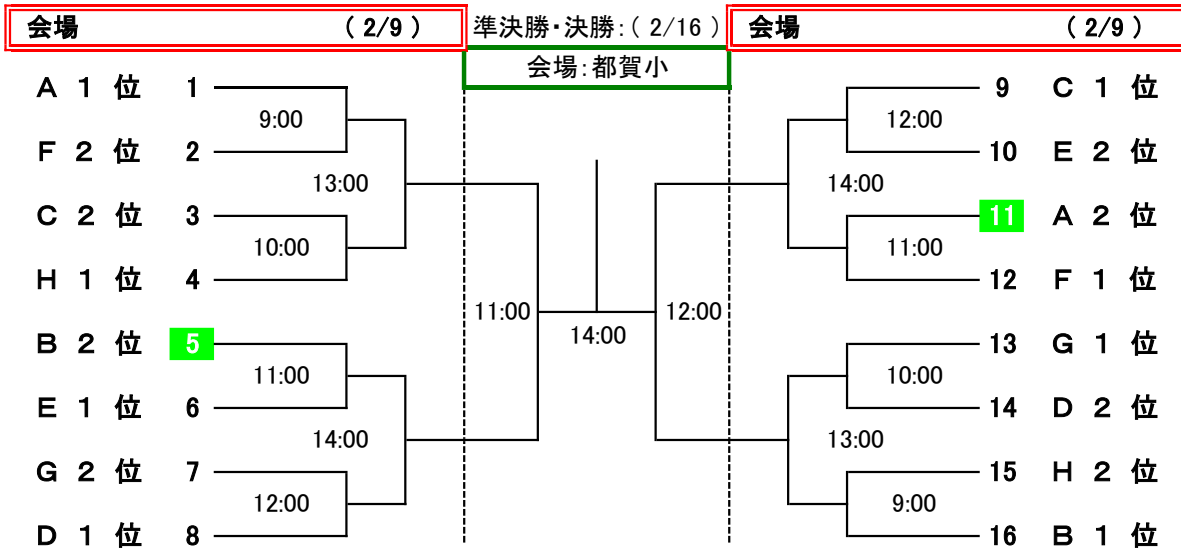 会場 ( 2/9 ) 準決勝・決勝:( 2/16 ) 会場 ( 2/9 )
会場:都賀小
A 1 位 1 9 C 1 位
9:00 12:00
F 2 位 2 10 E 2 位
13:00 14:00
C 2 位 3 11 A 2 位
10:00 11:00
H 1 位 4 12 F 1 位
11:00 12:00
14:00
B 2 位 5 13 G 1 位
11:00 10:00
E 1 位 6 14 D 2 位
14:00 13:00
G 2 位 7 15 H 2 位
12:00 9:00
D 1 位 8 16 B 1 位